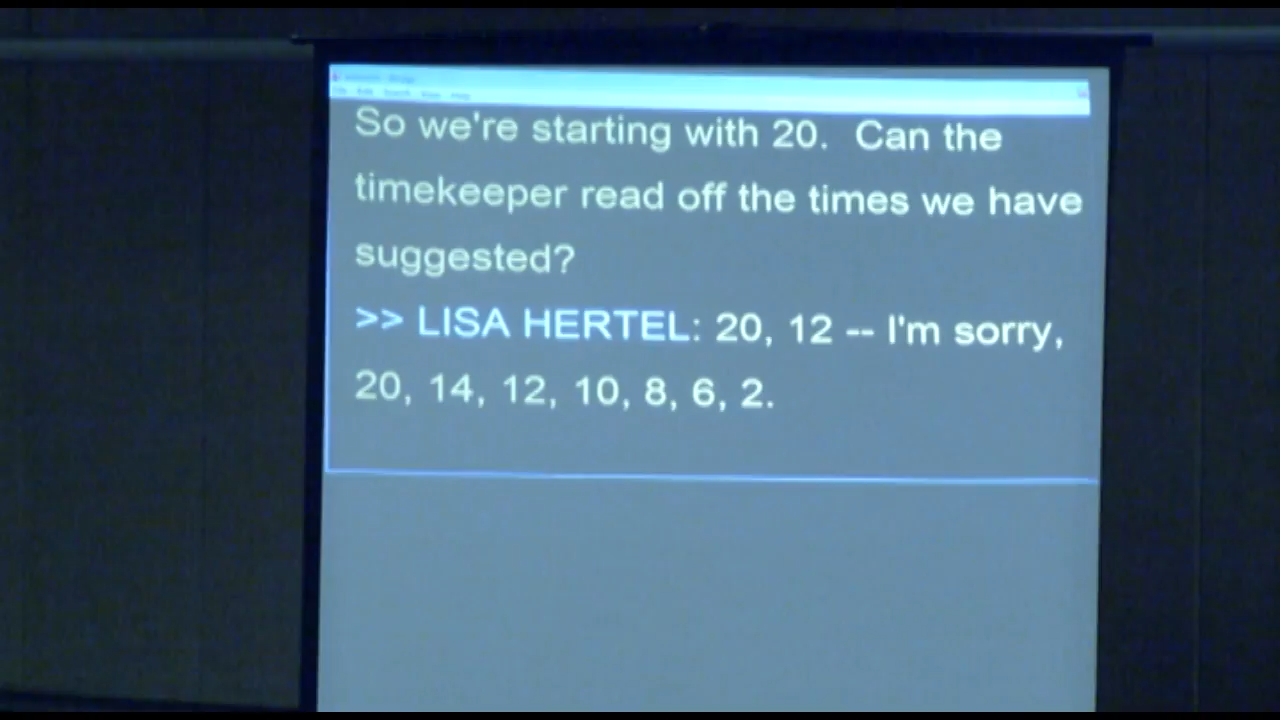 So we're starting with 20.  Can the
timekeeper read off the times we have
suggested?
>> LISA HERTEL: 20, 12 -- I'm sorry,
20, 14, 12, 10, 8, 6, 2.